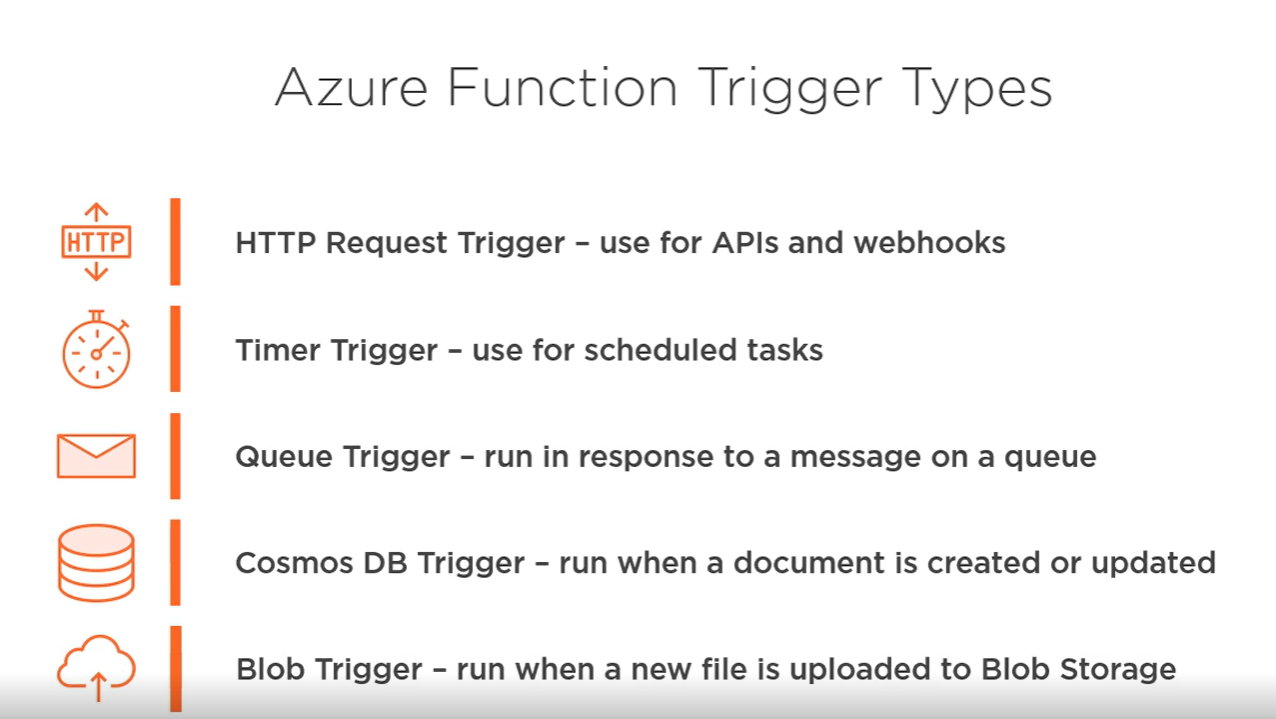 Azure Function Trigger Types
HTTP
HTTP Request Trigger – use for APIs and webhooks
Timer Trigger – use for scheduled tasks
Queue Trigger – run in response to a message on a queue
Cosmos DB Trigger – run when a document is created or updated
Blob Trigger – run when a new file is uploaded to Blob Storage